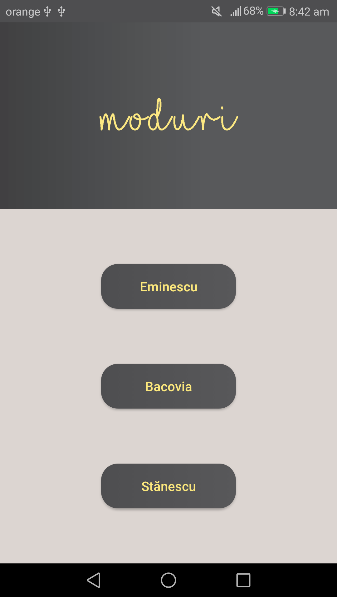 orange 68% 8:42 am
moduri
Eminescu
Bacovia
Stănescu